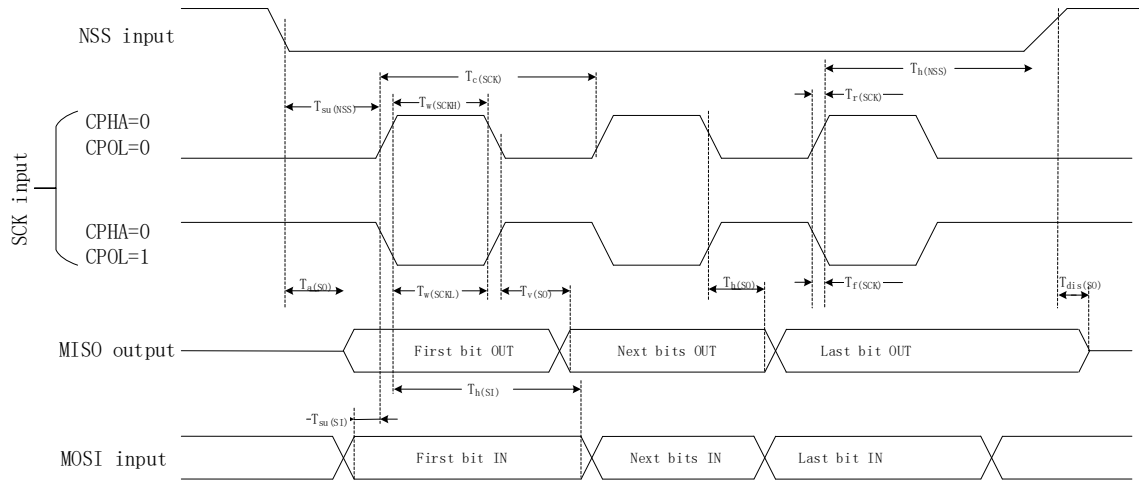 NSS input
Tc(SCK)
Th(NSS)
Tsu(NSS)
Tw(SCKH)
Tr(SCK)
SCK input
CPHA=0
CPOL=0
CPHA=0
CPOL=1
Ta(SO)
Tw(SCKL)
Tv(SO)
Th(SO)
Tf(SCK)
Tdis(SO)
MISO output
First bit OUT
Next bits OUT
Last bit OUT
Th(SI)
Tsu(SI)
MOSI input
First bit IN
Next bits IN
Last bit IN